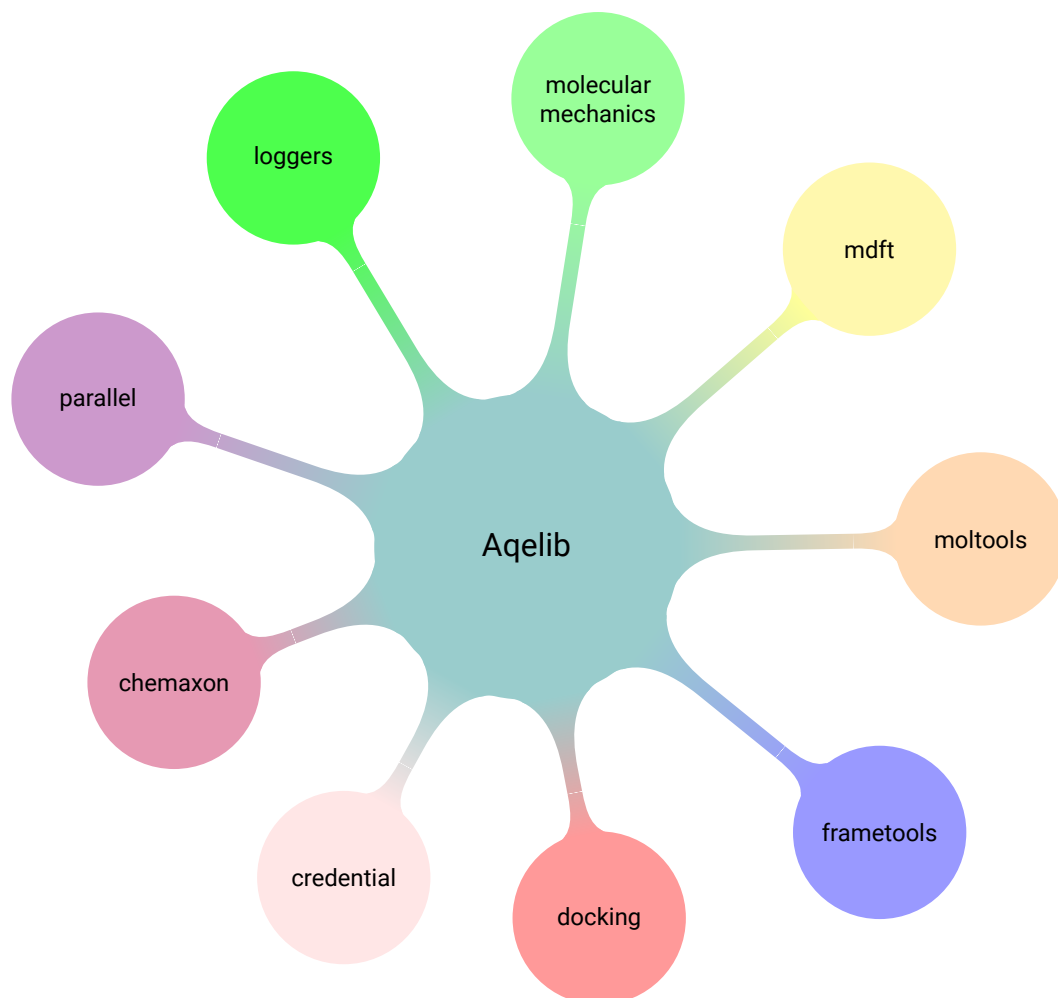 molecular
mechanics
loggers
mdft
parallel
moltools
Aqelib
chemaxon
frametools
credential
docking